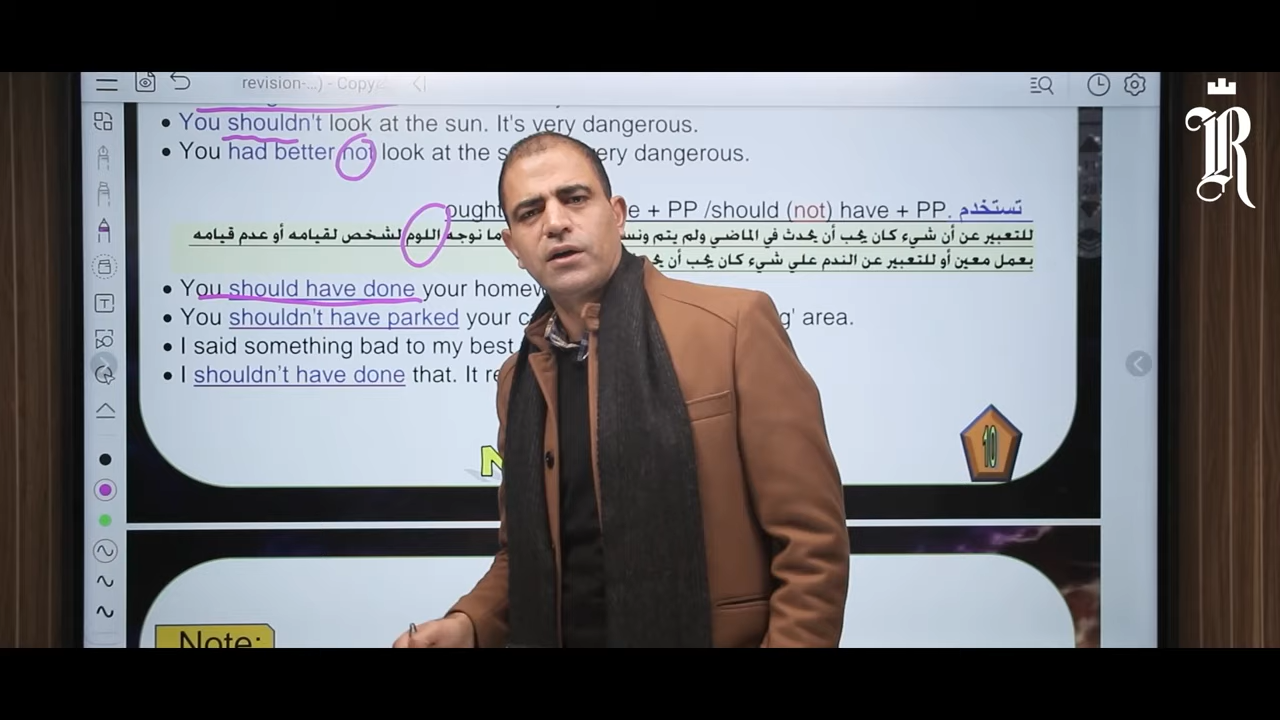 revision-...) - Copy
You shouldn't look at the sun. It's very dangerous.
You had better not look at the s ery dangerous.
ought e + PP /should (not) have + PP. تستخدم
للتعبير عن أن شيء كان يجب أن يحدث في الماضي ولم يتم ما نوجه اللوم لشخص لقيامه أو عدم قيامه
بعمل معين أو للتعبير عن الندم علي شيء كان يجب أن
You should have done your homew
You shouldn't have parked your c g' area.
I said something bad to my best
I shouldn't have done that. It re
N
10
Note:
R